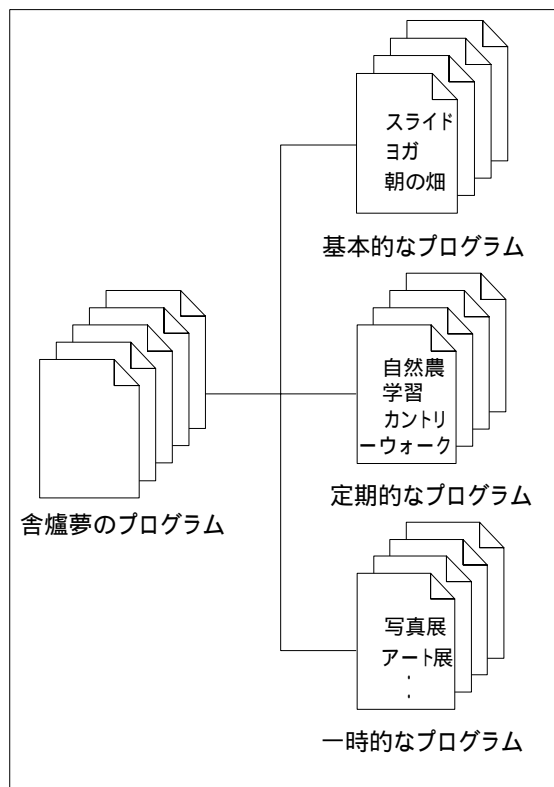 スライド
ヨガ
朝の畑
基本的なプログラム
自然農
学習
カントリ
ーウォーク
定期的なプログラム
舎爐夢のプログラム
写真展
アート展
・
・
一時的なプログラム